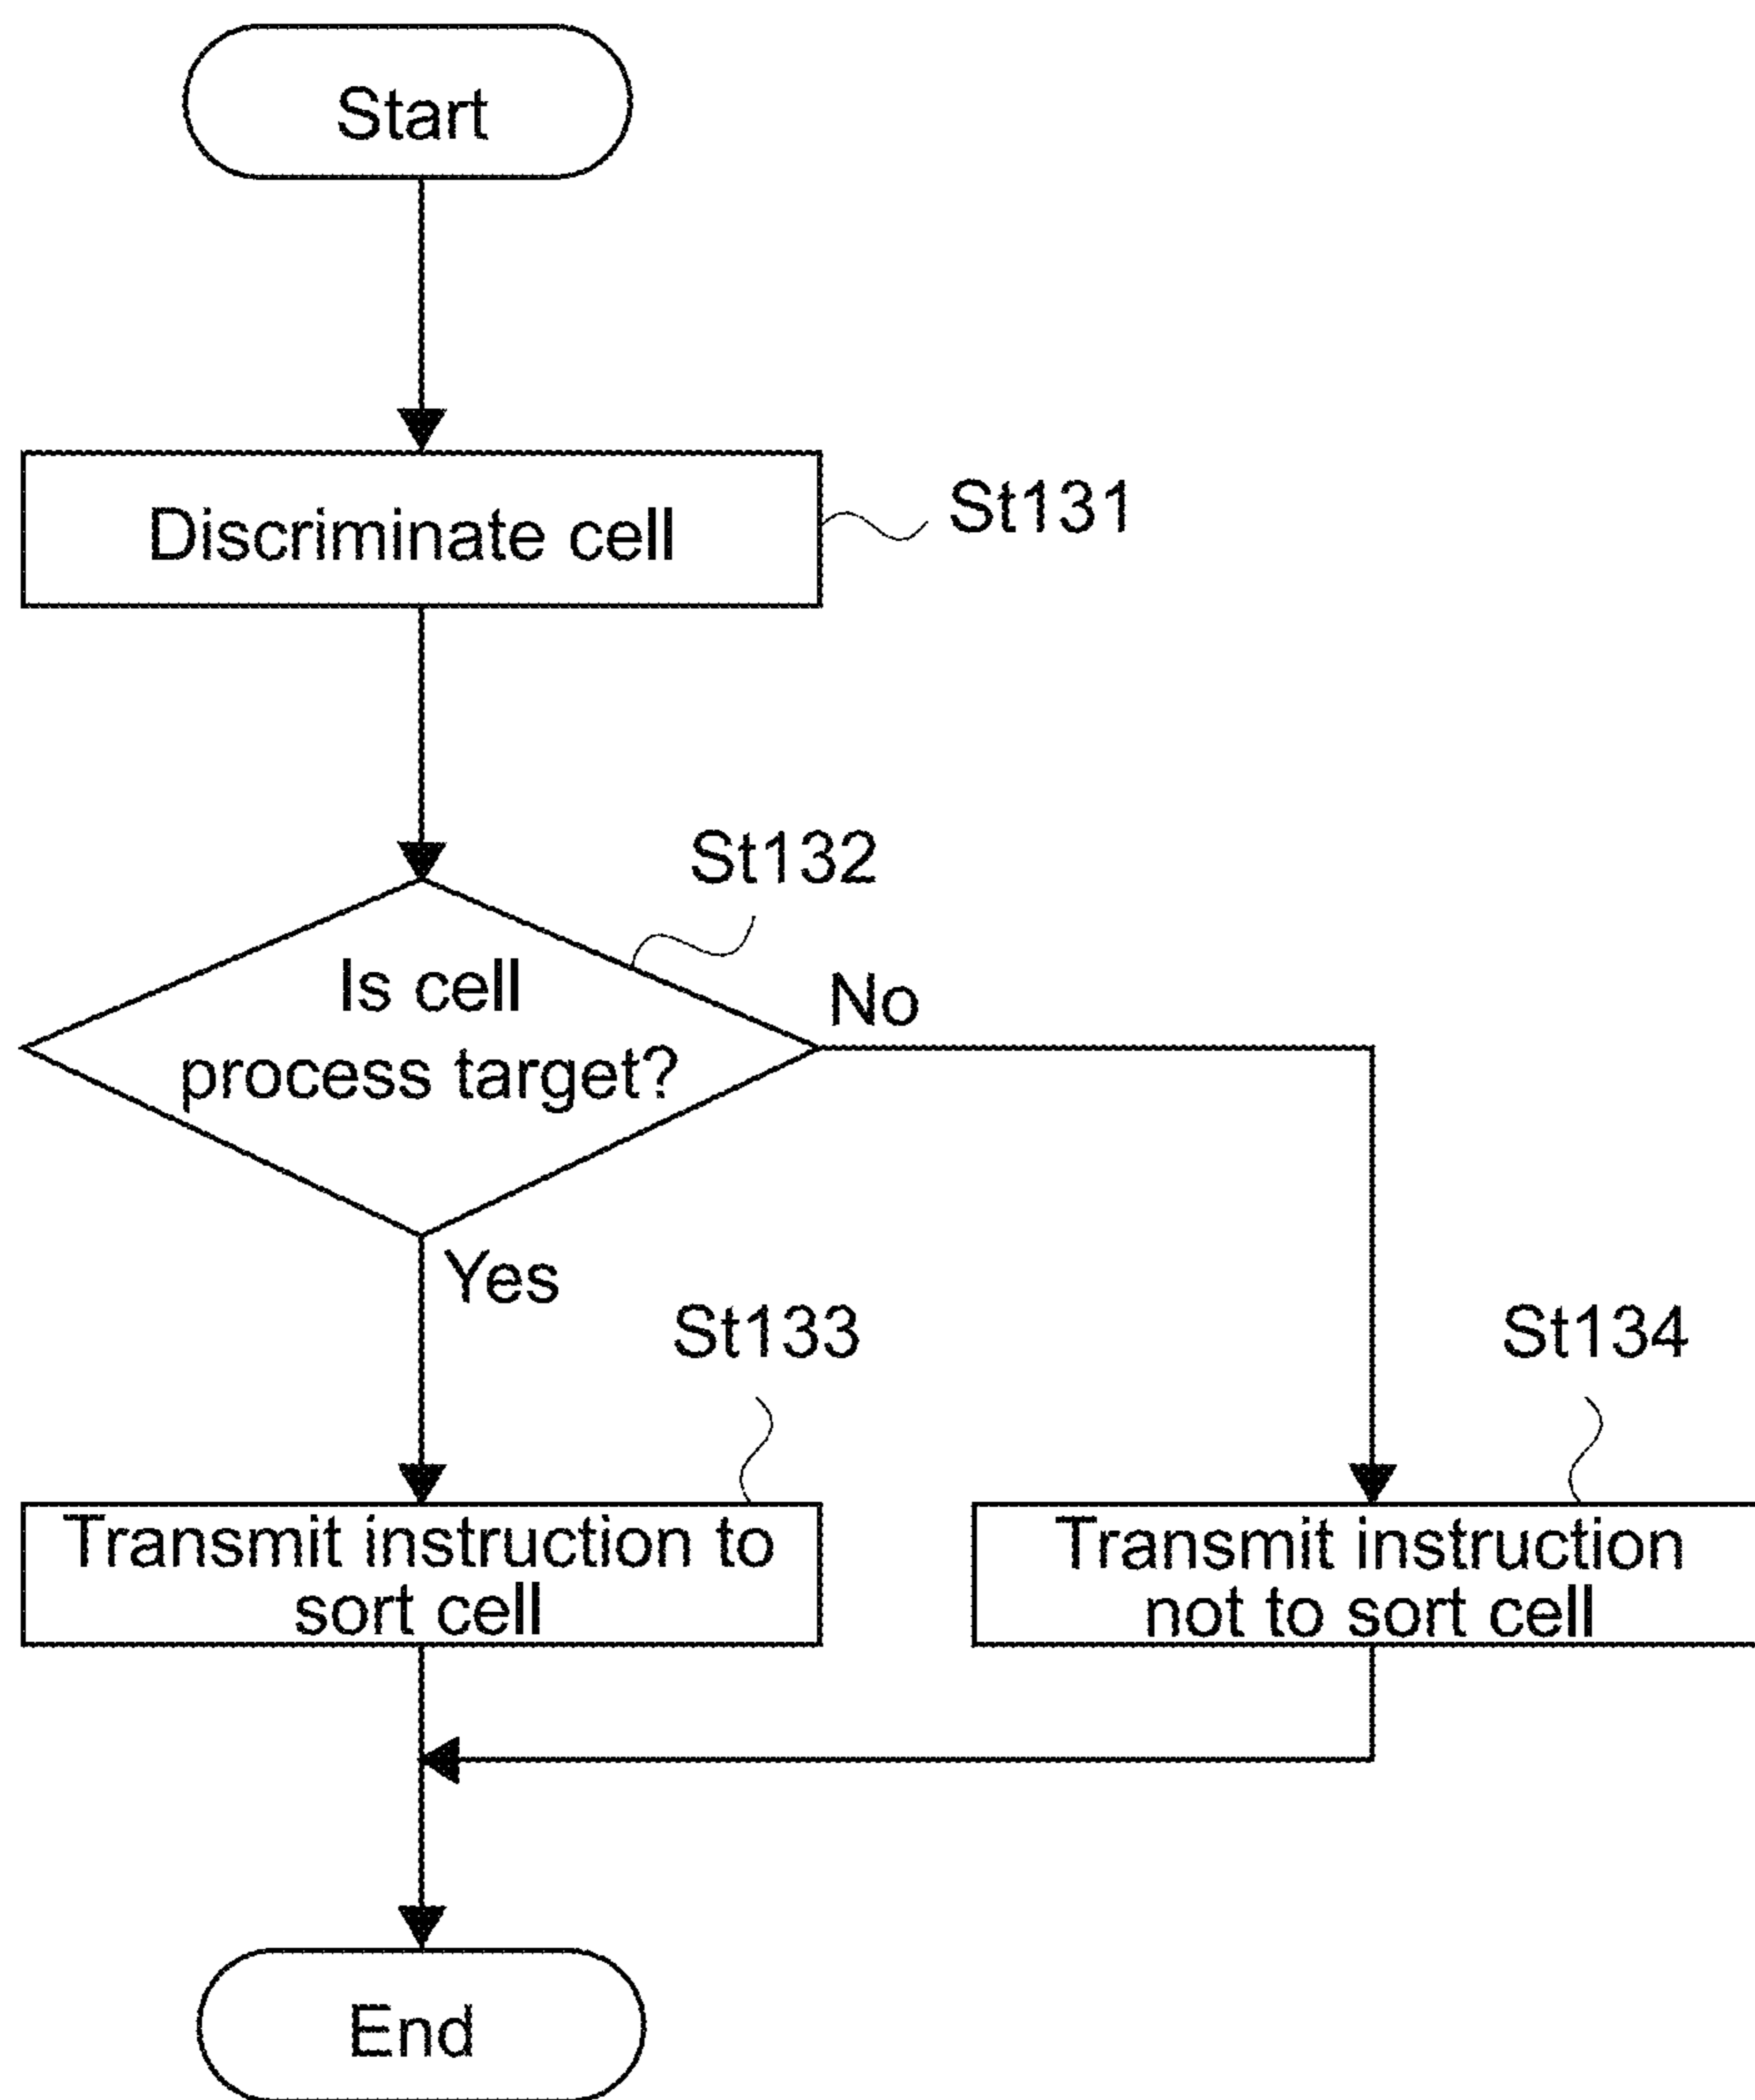 Start
Discriminate cell
St131
St132
Is cell
process target?
No
Yes
St133
St134
Transmit instruction to
sort cell
Transmit instruction
not to sort cell
End